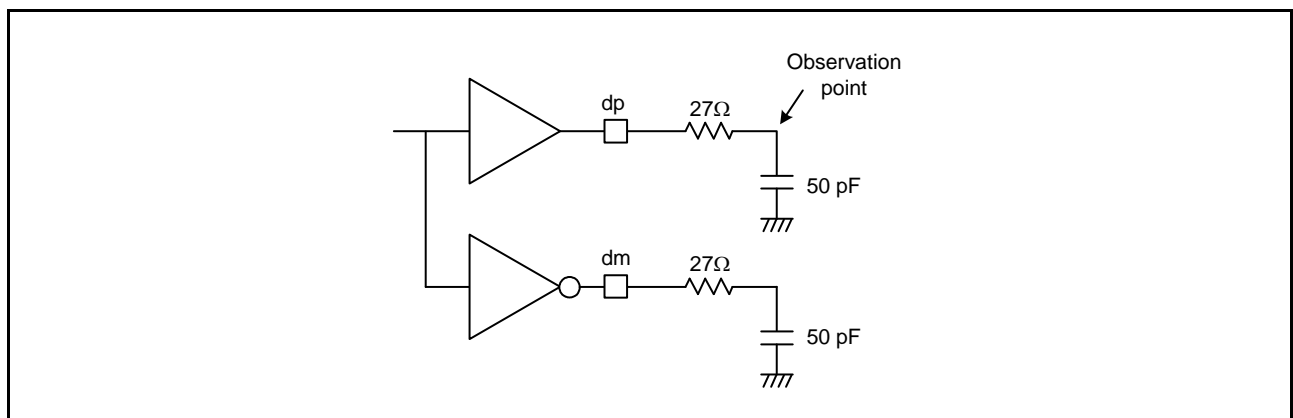 Observation
point
dp
27Ω
50 pF
dm
27Ω
50 pF